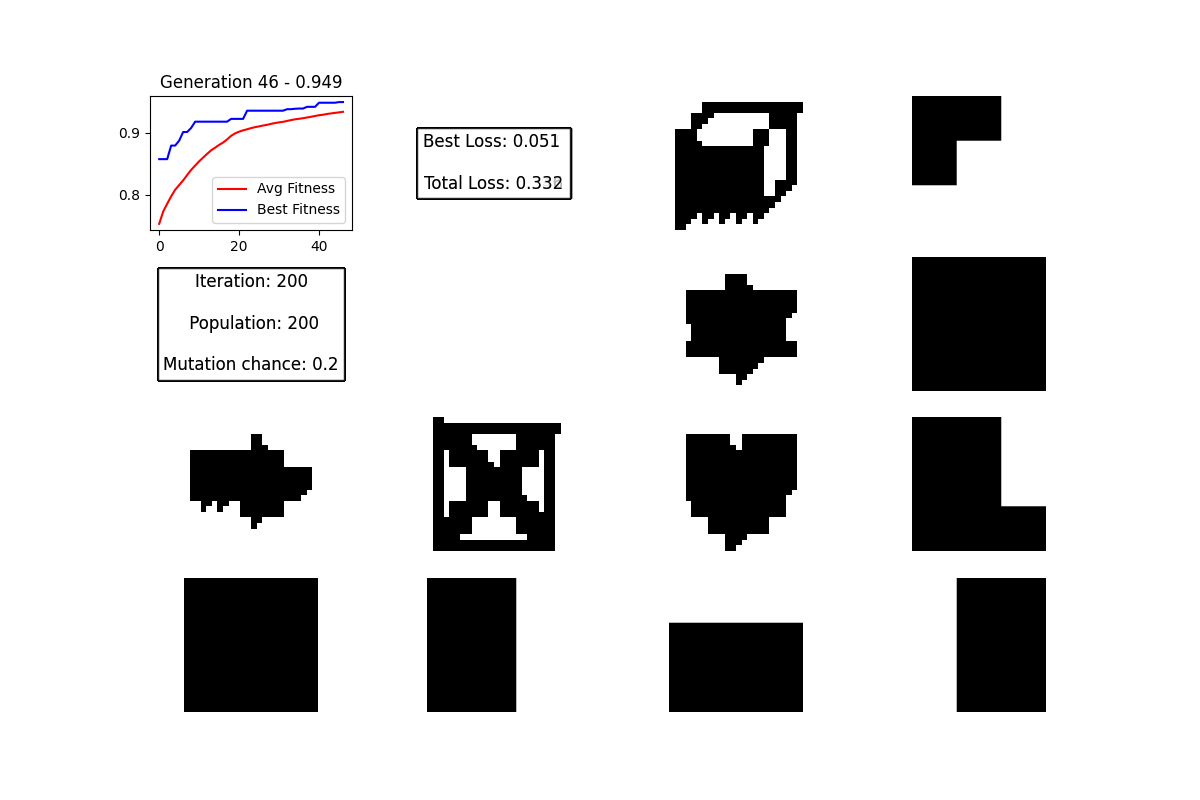 Generation 46 - 0.949
0.9
0.8
Avg Fitness
Best Fitness
0
20
40
Best Loss: 0.051
Total Loss: 0.33
Iteration: 200
Population: 200
Mutation chance: 0.2